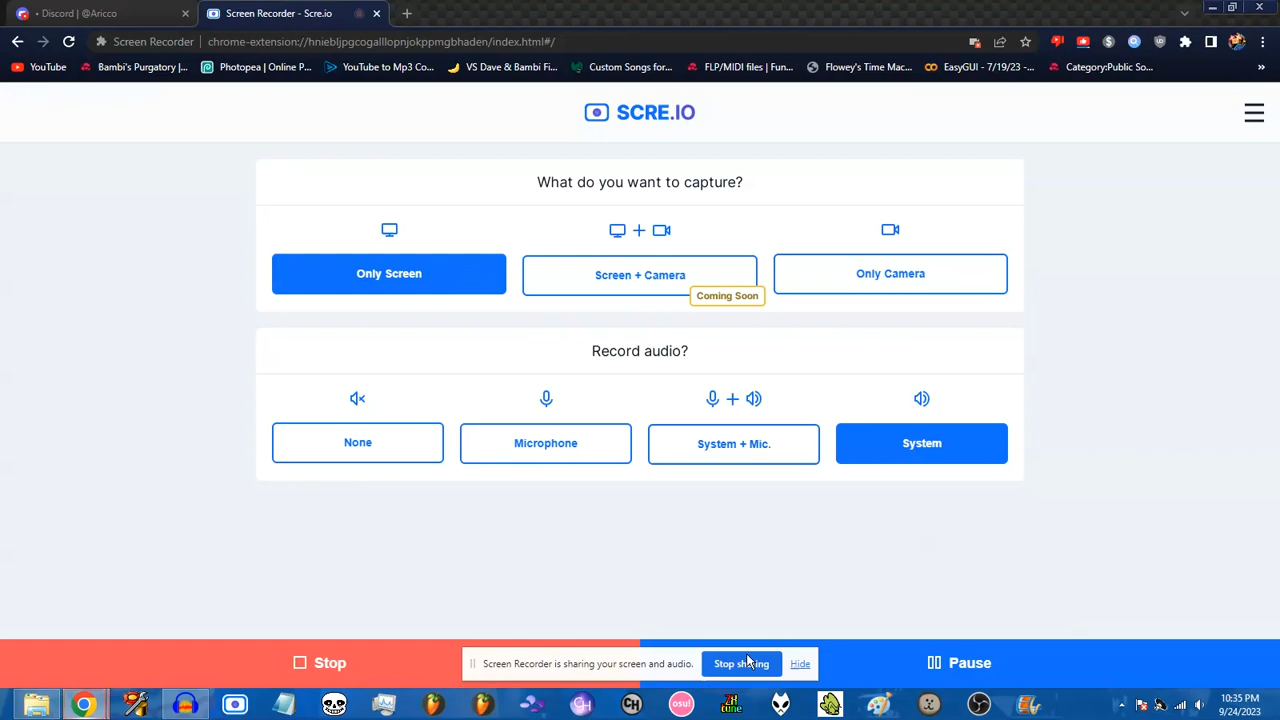 Discord | @Aricco
Screen Recorder - Scre.io
Screen Recorder
chrome-extension://hniebljpgcogalllopnjokppmgbhaden/index.html#/
YouTube
Bambi's Purgatory |...
Photopea | Online P...
YouTube to Mp3 Co...
VS Dave & Bambi Fi...
Custom Songs for...
FLP/MIDI files | Fun...
Flowey's Time Mac...
EasyGUI - 7/19/23 -...
Category:Public So...
SCRE.IO
What do you want to capture?
Only Screen
Screen + Camera
Only Camera
Coming Soon
Record audio?
None
Microphone
System + Mic.
System
Stop
Screen Recorder is sharing your screen and audio.
Stop sharing
Hide
Pause
CH
CH
osu!
10:35 PM
9/24/2023